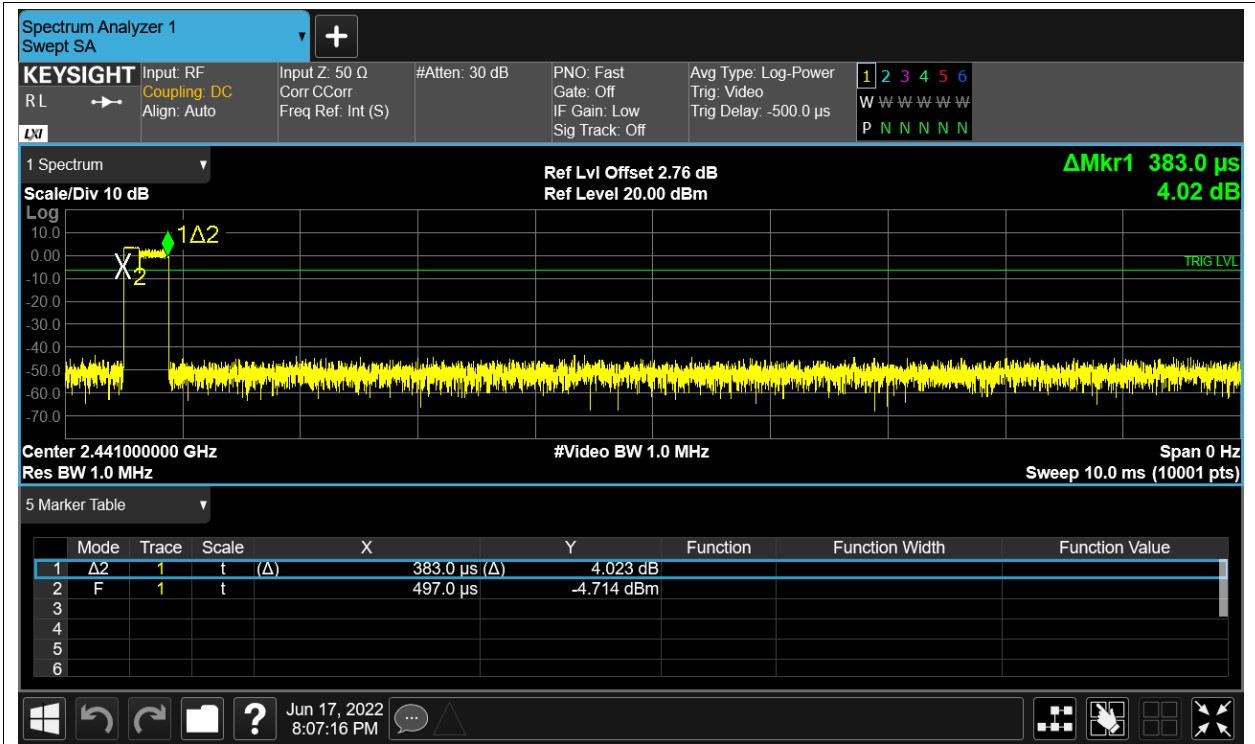 Spectrum Analyzer 1
Swept SA
+
KEYSIGHT Input: RF Input Z: 50 Ω #Atten: 30 dB PNO: Fast Avg Type: Log-Power 1 2 3 4 5 6
R L Coupling: DC Corr CCorr Gate: Off Trig: Video W W W W W W
Align: Auto Freq Ref: Int (S) IF Gain: Low Trig Delay: -500.0 µs
LXI Sig Track: Off P N N N N N
1 Spectrum Ref Lvl Offset 2.76 dB ΔMkr1 383.0 µs
Scale/Div 10 dB Ref Level 20.00 dBm 4.02 dB
Log
10.0 1Δ2
0.00 TRIG LVL
-10.0 X 2
-20.0
-30.0
-40.0
-50.0
-60.0
-70.0
Center 2.441000000 GHz #Video BW 1.0 MHz Span 0 Hz
Res BW 1.0 MHz Sweep 10.0 ms (10001 pts)
5 Marker Table
Mode Trace Scale X Y Function Function Width Function Value
1 Δ2 1 t (Δ) 383.0 µs (Δ) 4.023 dB
2 F 1 t 497.0 µs -4.714 dBm
3
4
5
6
? Jun 17, 2022
8:07:16 PM